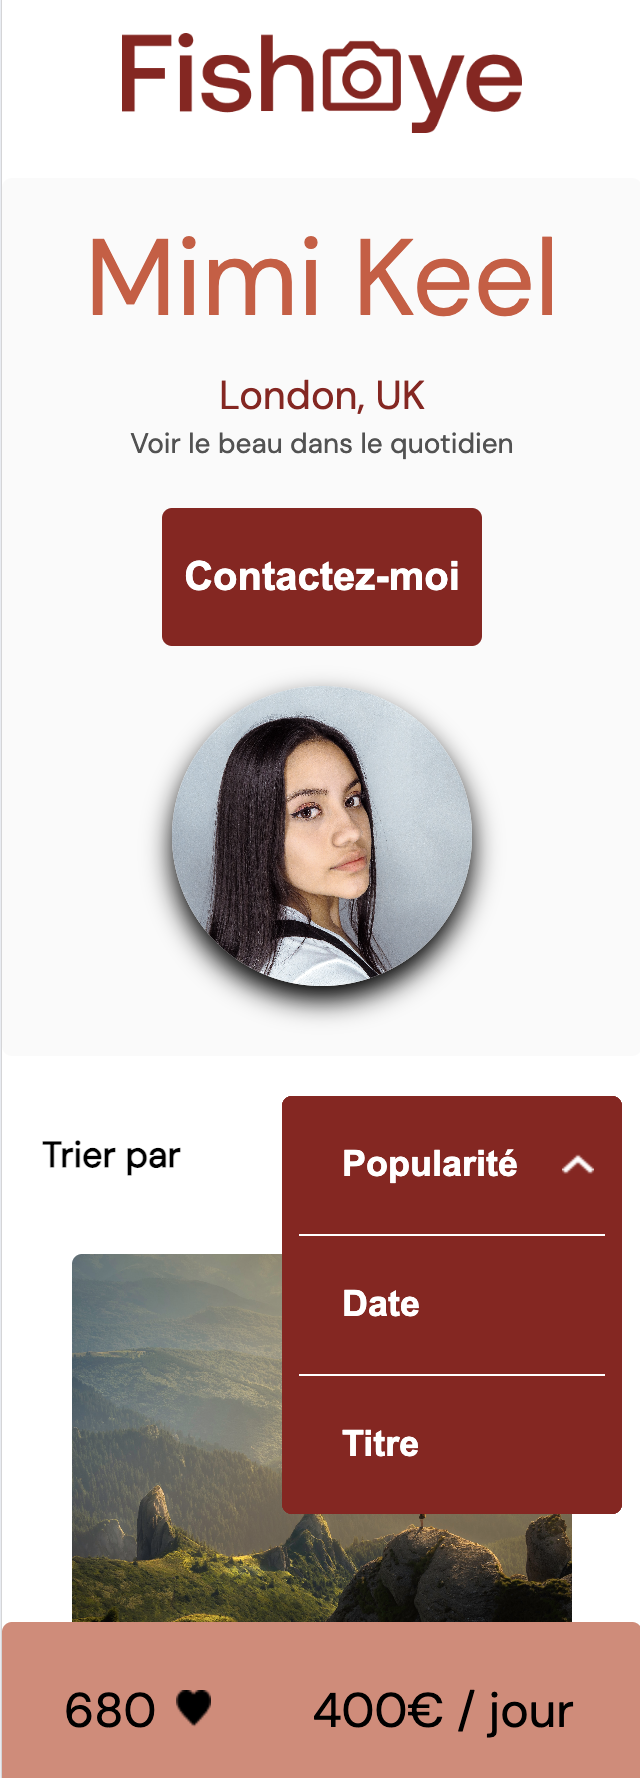 Fisheye
Mimi Keel
London, UK
Voir le beau dans le quotidien
Contactez-moi
Trier par
Popularité
Date
Titre
680
400€ / jour